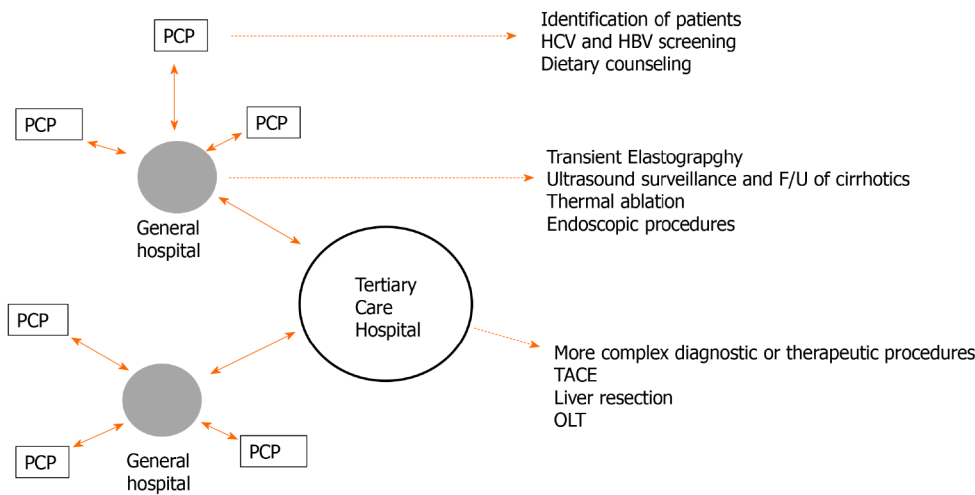 PCP
Identification of patients
HCV and HBV screening
Dietary counseling
PCP
PCP
Transient Elastograpghy
Ultrasound surveillance and F/U of cirrhotics
Thermal ablation
Endoscopic procedures
General
hospital
Tertiary
Care
Hospital
PCP
More complex diagnostic or therapeutic procedures
TACE
Liver resection
OLT
PCP
PCP
General
hospital